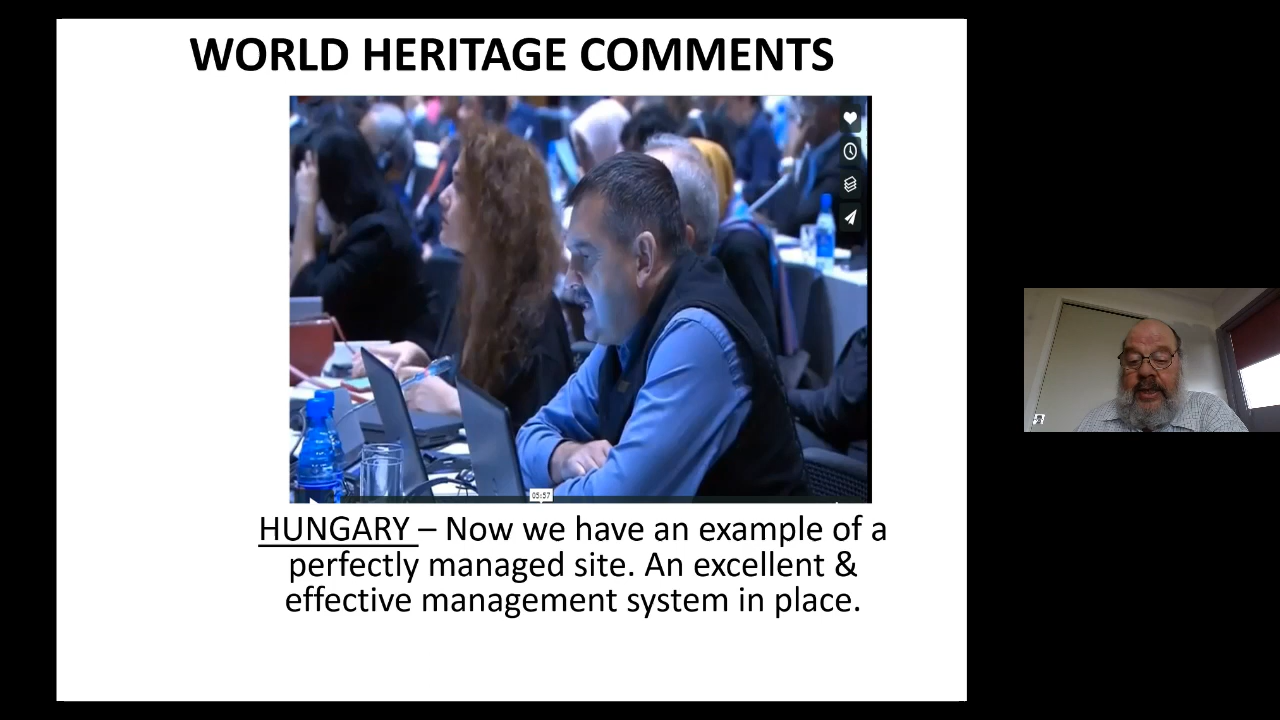 WORLD HERITAGE COMMENTS
05:57
HUNGARY – Now we have an example of a
perfectly managed site. An excellent &
effective management system in place.